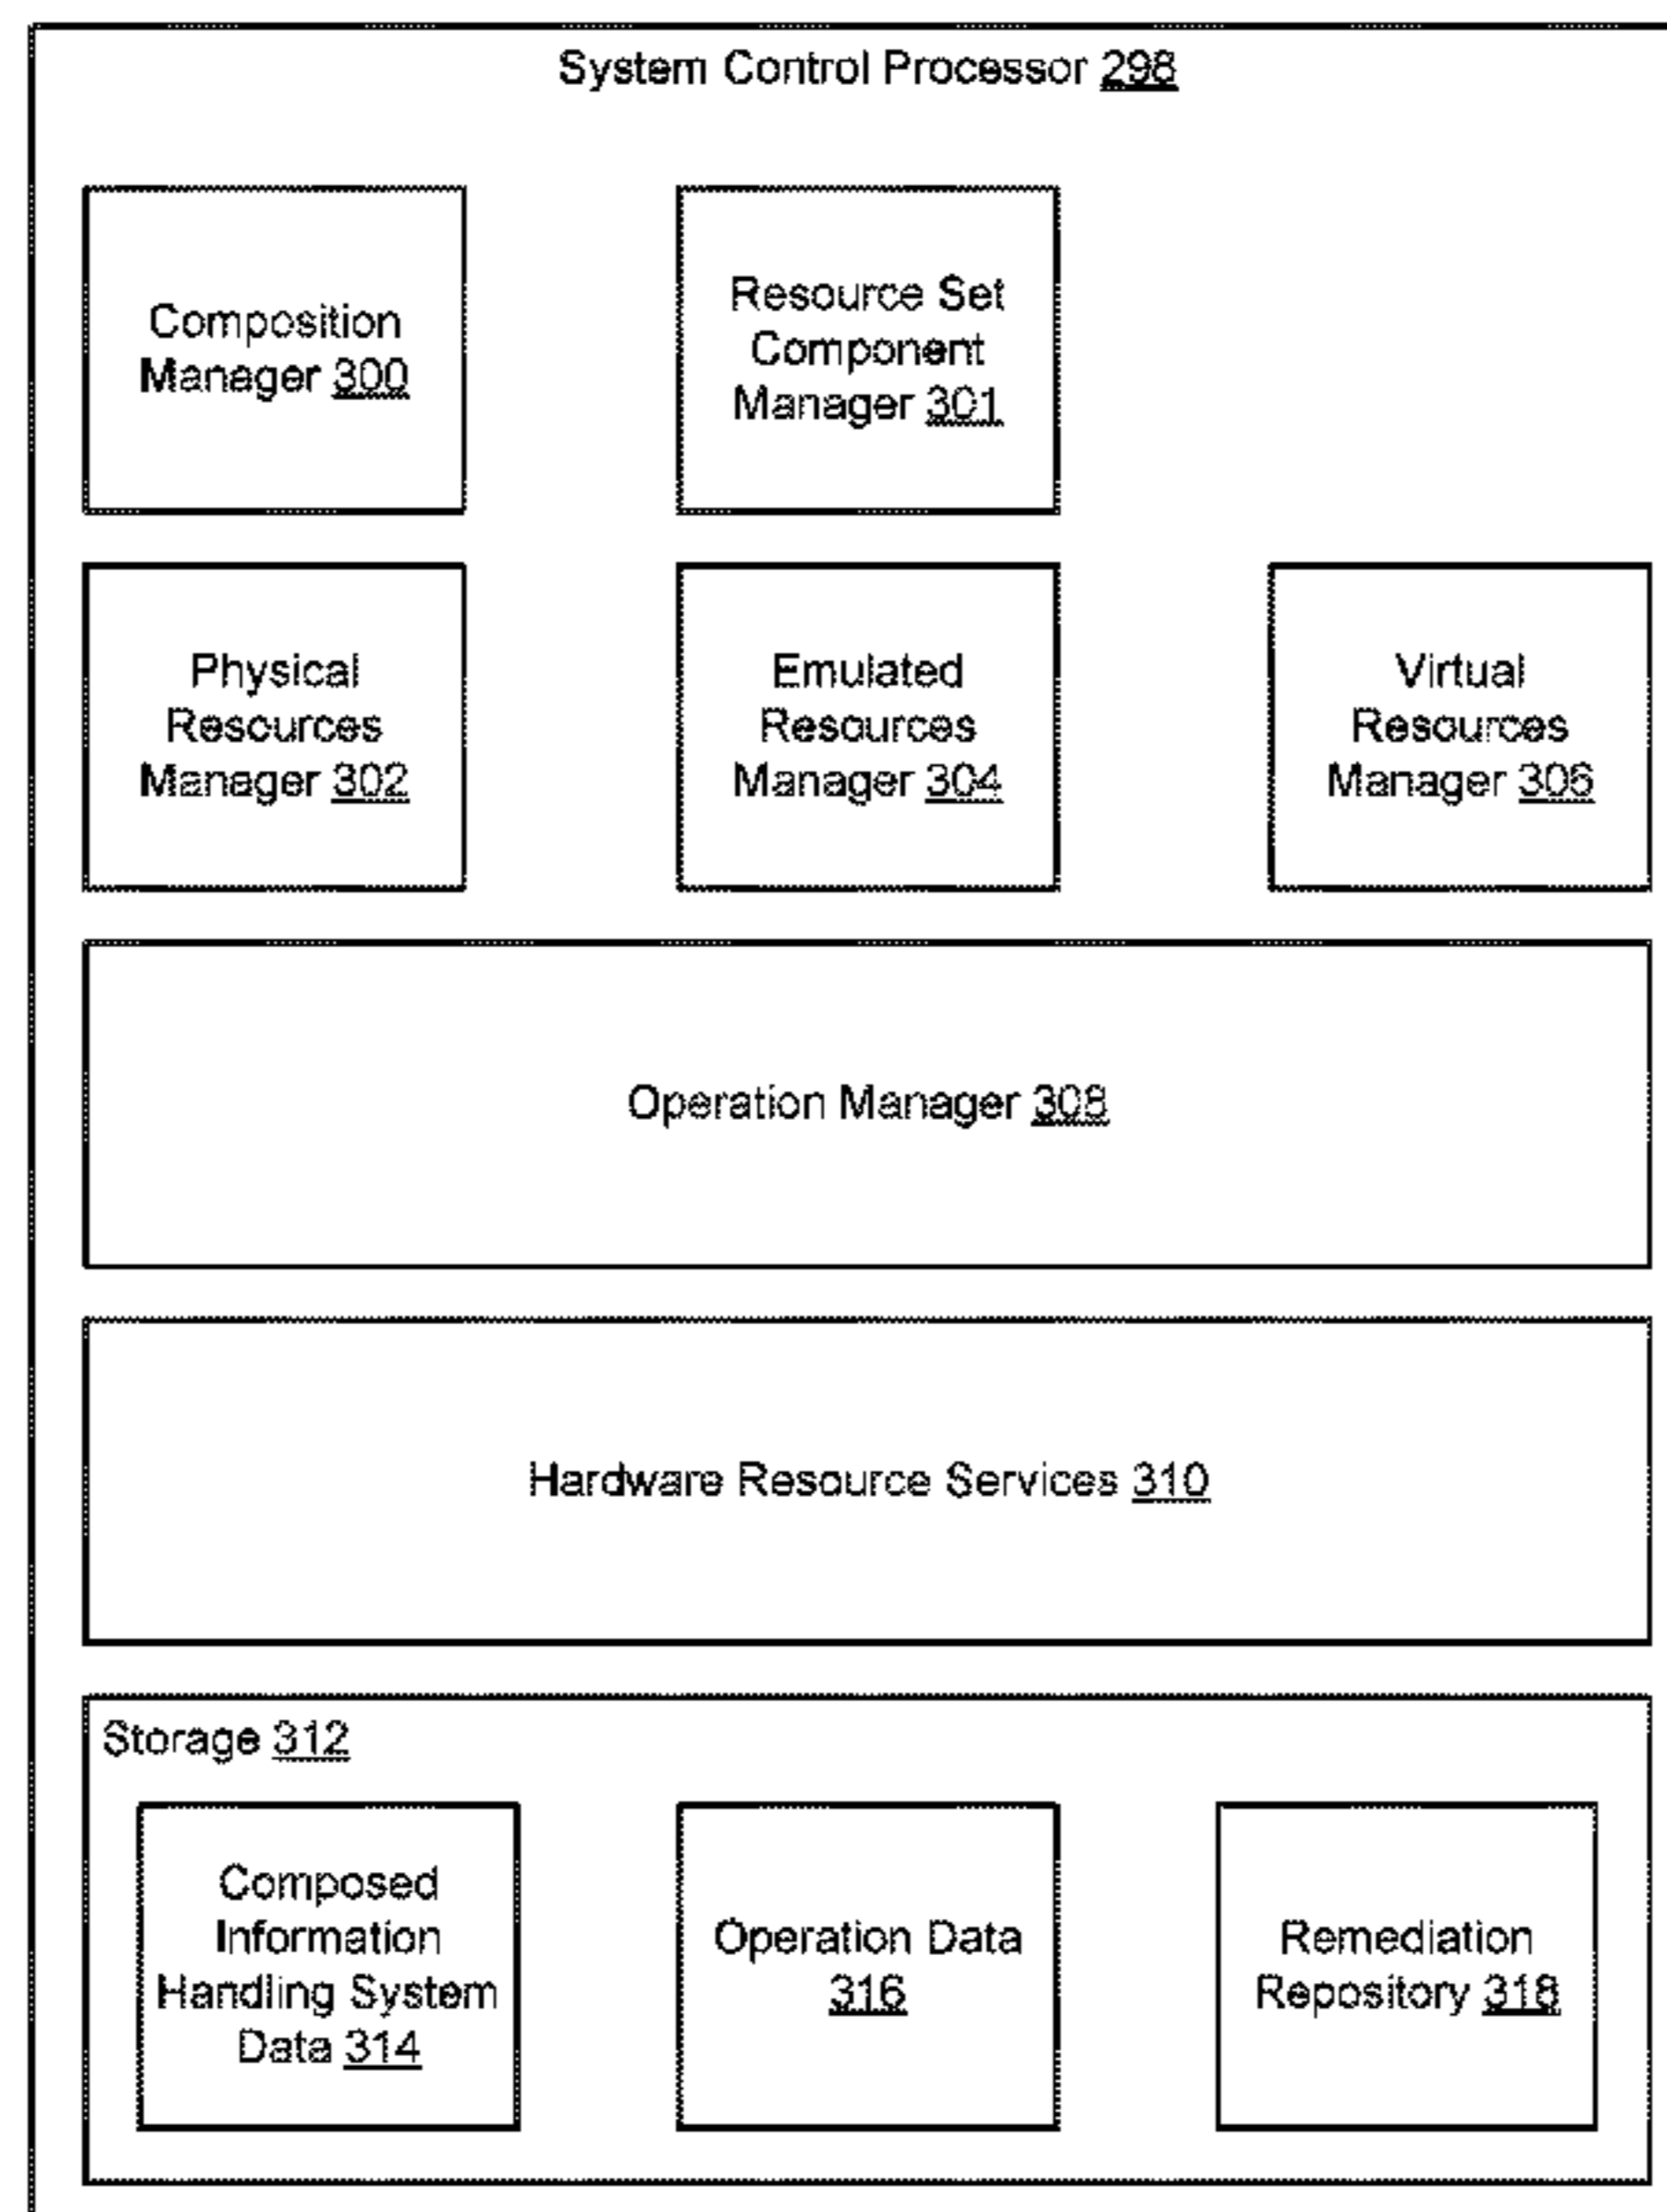 System Control Processor 298
Composition
Manager 300
Resource Set
Component
Manager 301
Physical
Resources
Manager 302
Emulated
Resources
Manager 304
Virtual
Resources
Manager 306
Operation Manager 308
Hardware Resource Services 310
Storage 312
Composed
Information
Handling System
Data 314
Operation Data
316
Remediation
Repository 318